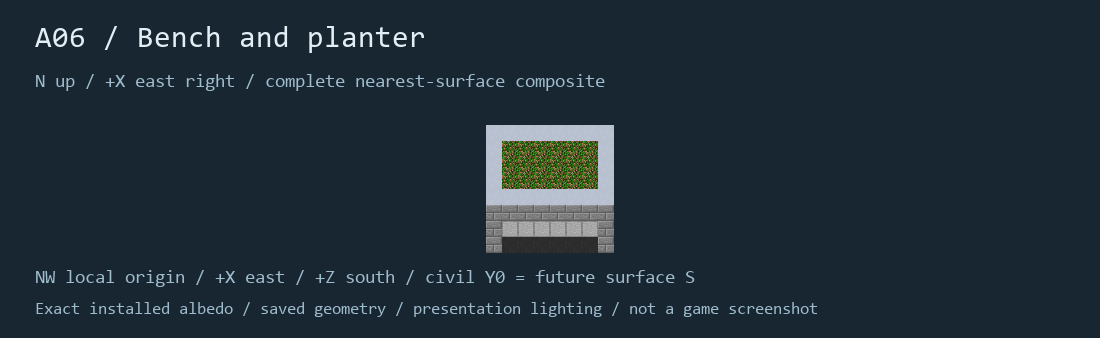 A06 / Bench and planter
N up / +X east right / complete nearest-surface composite
NW local origin / +X east / +Z south / civil Y0 = future surface S
Exact installed albedo / saved geometry / presentation lighting / not a game screenshot